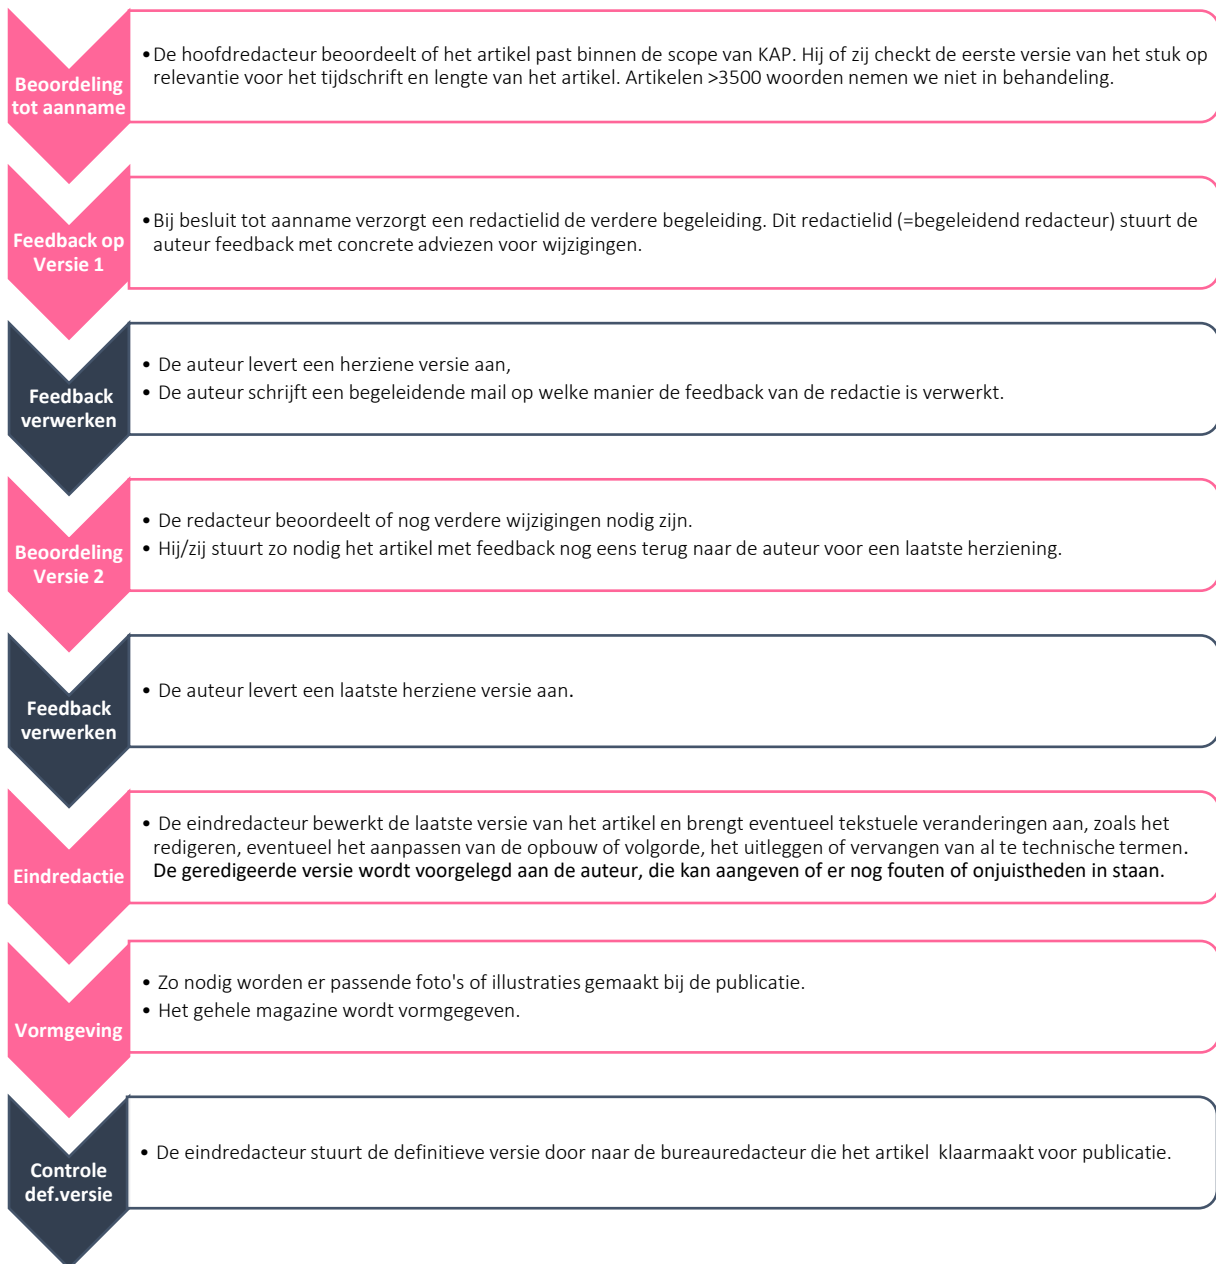 Beoordeling
tot aanname
•De hoofdredacteur beoordeelt of het artikel past binnen de scope van KAP. Hij of zij checkt de eerste versie van het stuk op
relevantie voor het tijdschrift en lengte van het artikel. Artikelen >3500 woorden nemen we niet in behandeling.
Feedback op
Versie 1
•Bij besluit tot aanname verzorgt een redactielid de verdere begeleiding. Dit redactielid (=begeleidend redacteur) stuurt de
auteur feedback met concrete adviezen voor wijzigingen.
Feedback
verwerken
• De auteur levert een herziene versie aan,
• De auteur schrijft een begeleidende mail op welke manier de feedback van de redactie is verwerkt.
Beoordeling
Versie 2
• De redacteur beoordeelt of nog verdere wijzigingen nodig zijn.
• Hij/zij stuurt zo nodig het artikel met feedback nog eens terug naar de auteur voor een laatste herziening.
Feedback
verwerken
• De auteur levert een laatste herziene versie aan.
Eindredactie
• De eindredacteur bewerkt de laatste versie van het artikel en brengt eventueel tekstuele veranderingen aan, zoals het
redigeren, eventueel het aanpassen van de opbouw of volgorde, het uitleggen of vervangen van al te technische termen.
De geredigeerde versie wordt voorgelegd aan de auteur, die kan aangeven of er nog fouten of onjuistheden in staan.
Vormgeving
• Zo nodig worden er passende foto's of illustraties gemaakt bij de publicatie.
• Het gehele magazine wordt vormgegeven.
Controle
def.versie
• De eindredacteur stuurt de definitieve versie door naar de bureauredacteur die het artikel klaarmaakt voor publicatie.